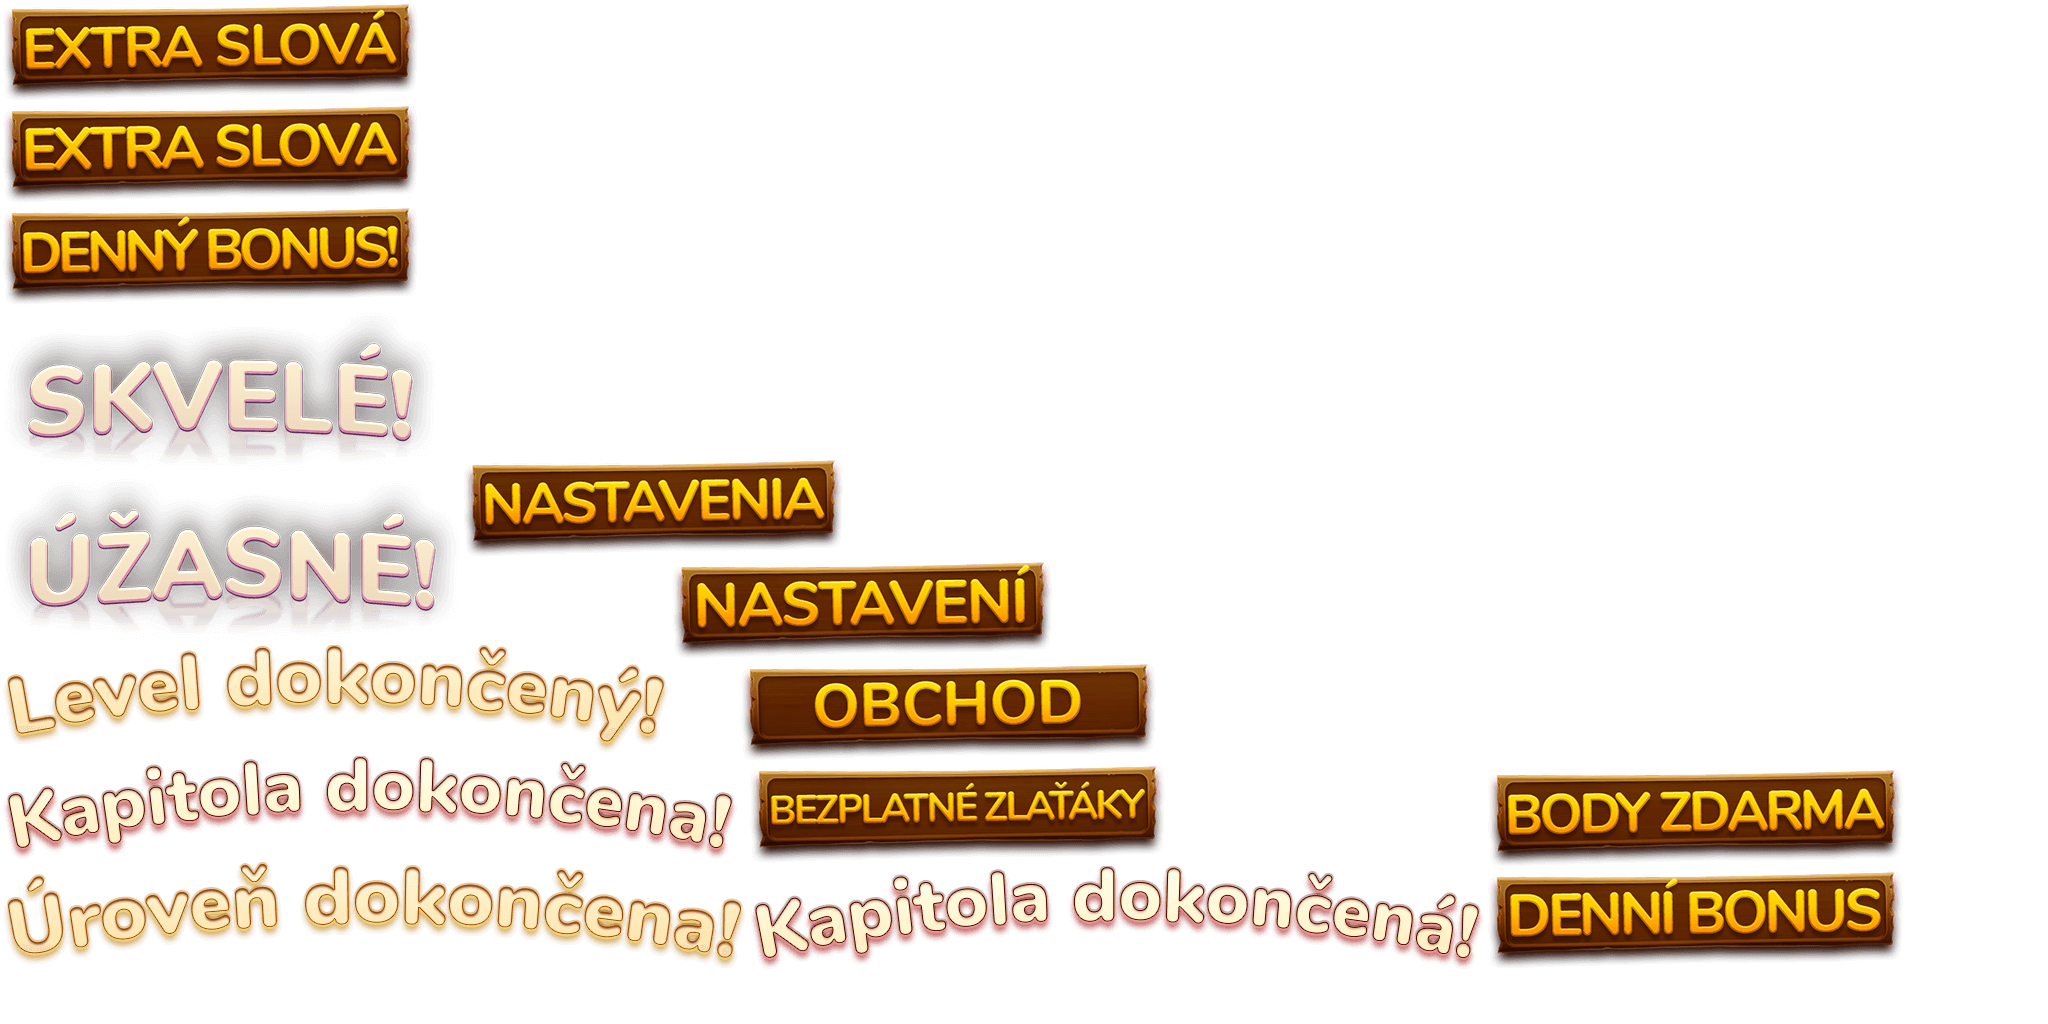 EXTRA SLOVÁ
EXTRA SLOVA
DENNÝ BONUS!
SKVELÉ!
NASTAVENIA
ÚŽASNÉ!
NASTAVENÍ
Level dokončený!
OBCHOD
Kapitola dokončena!
BEZPLATNÉ ZLAŤÁKY
BODY ZDARMA
Úroveň dokončena!
Kapitola dokončená!
DENNÍ BONUS